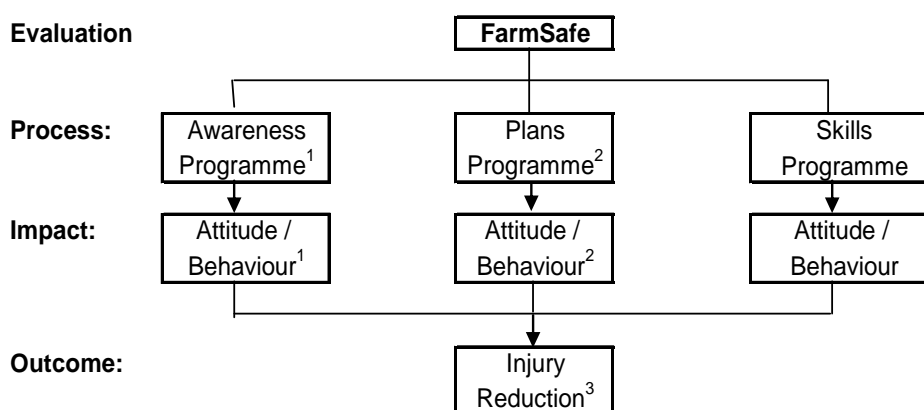 Evaluation FarmSafe
Process: Awareness Programme¹ Plans Programme² Skills Programme
Impact: Attitude / Behaviour¹ Attitude / Behaviour² Attitude / Behaviour
Outcome: Injury Reduction³